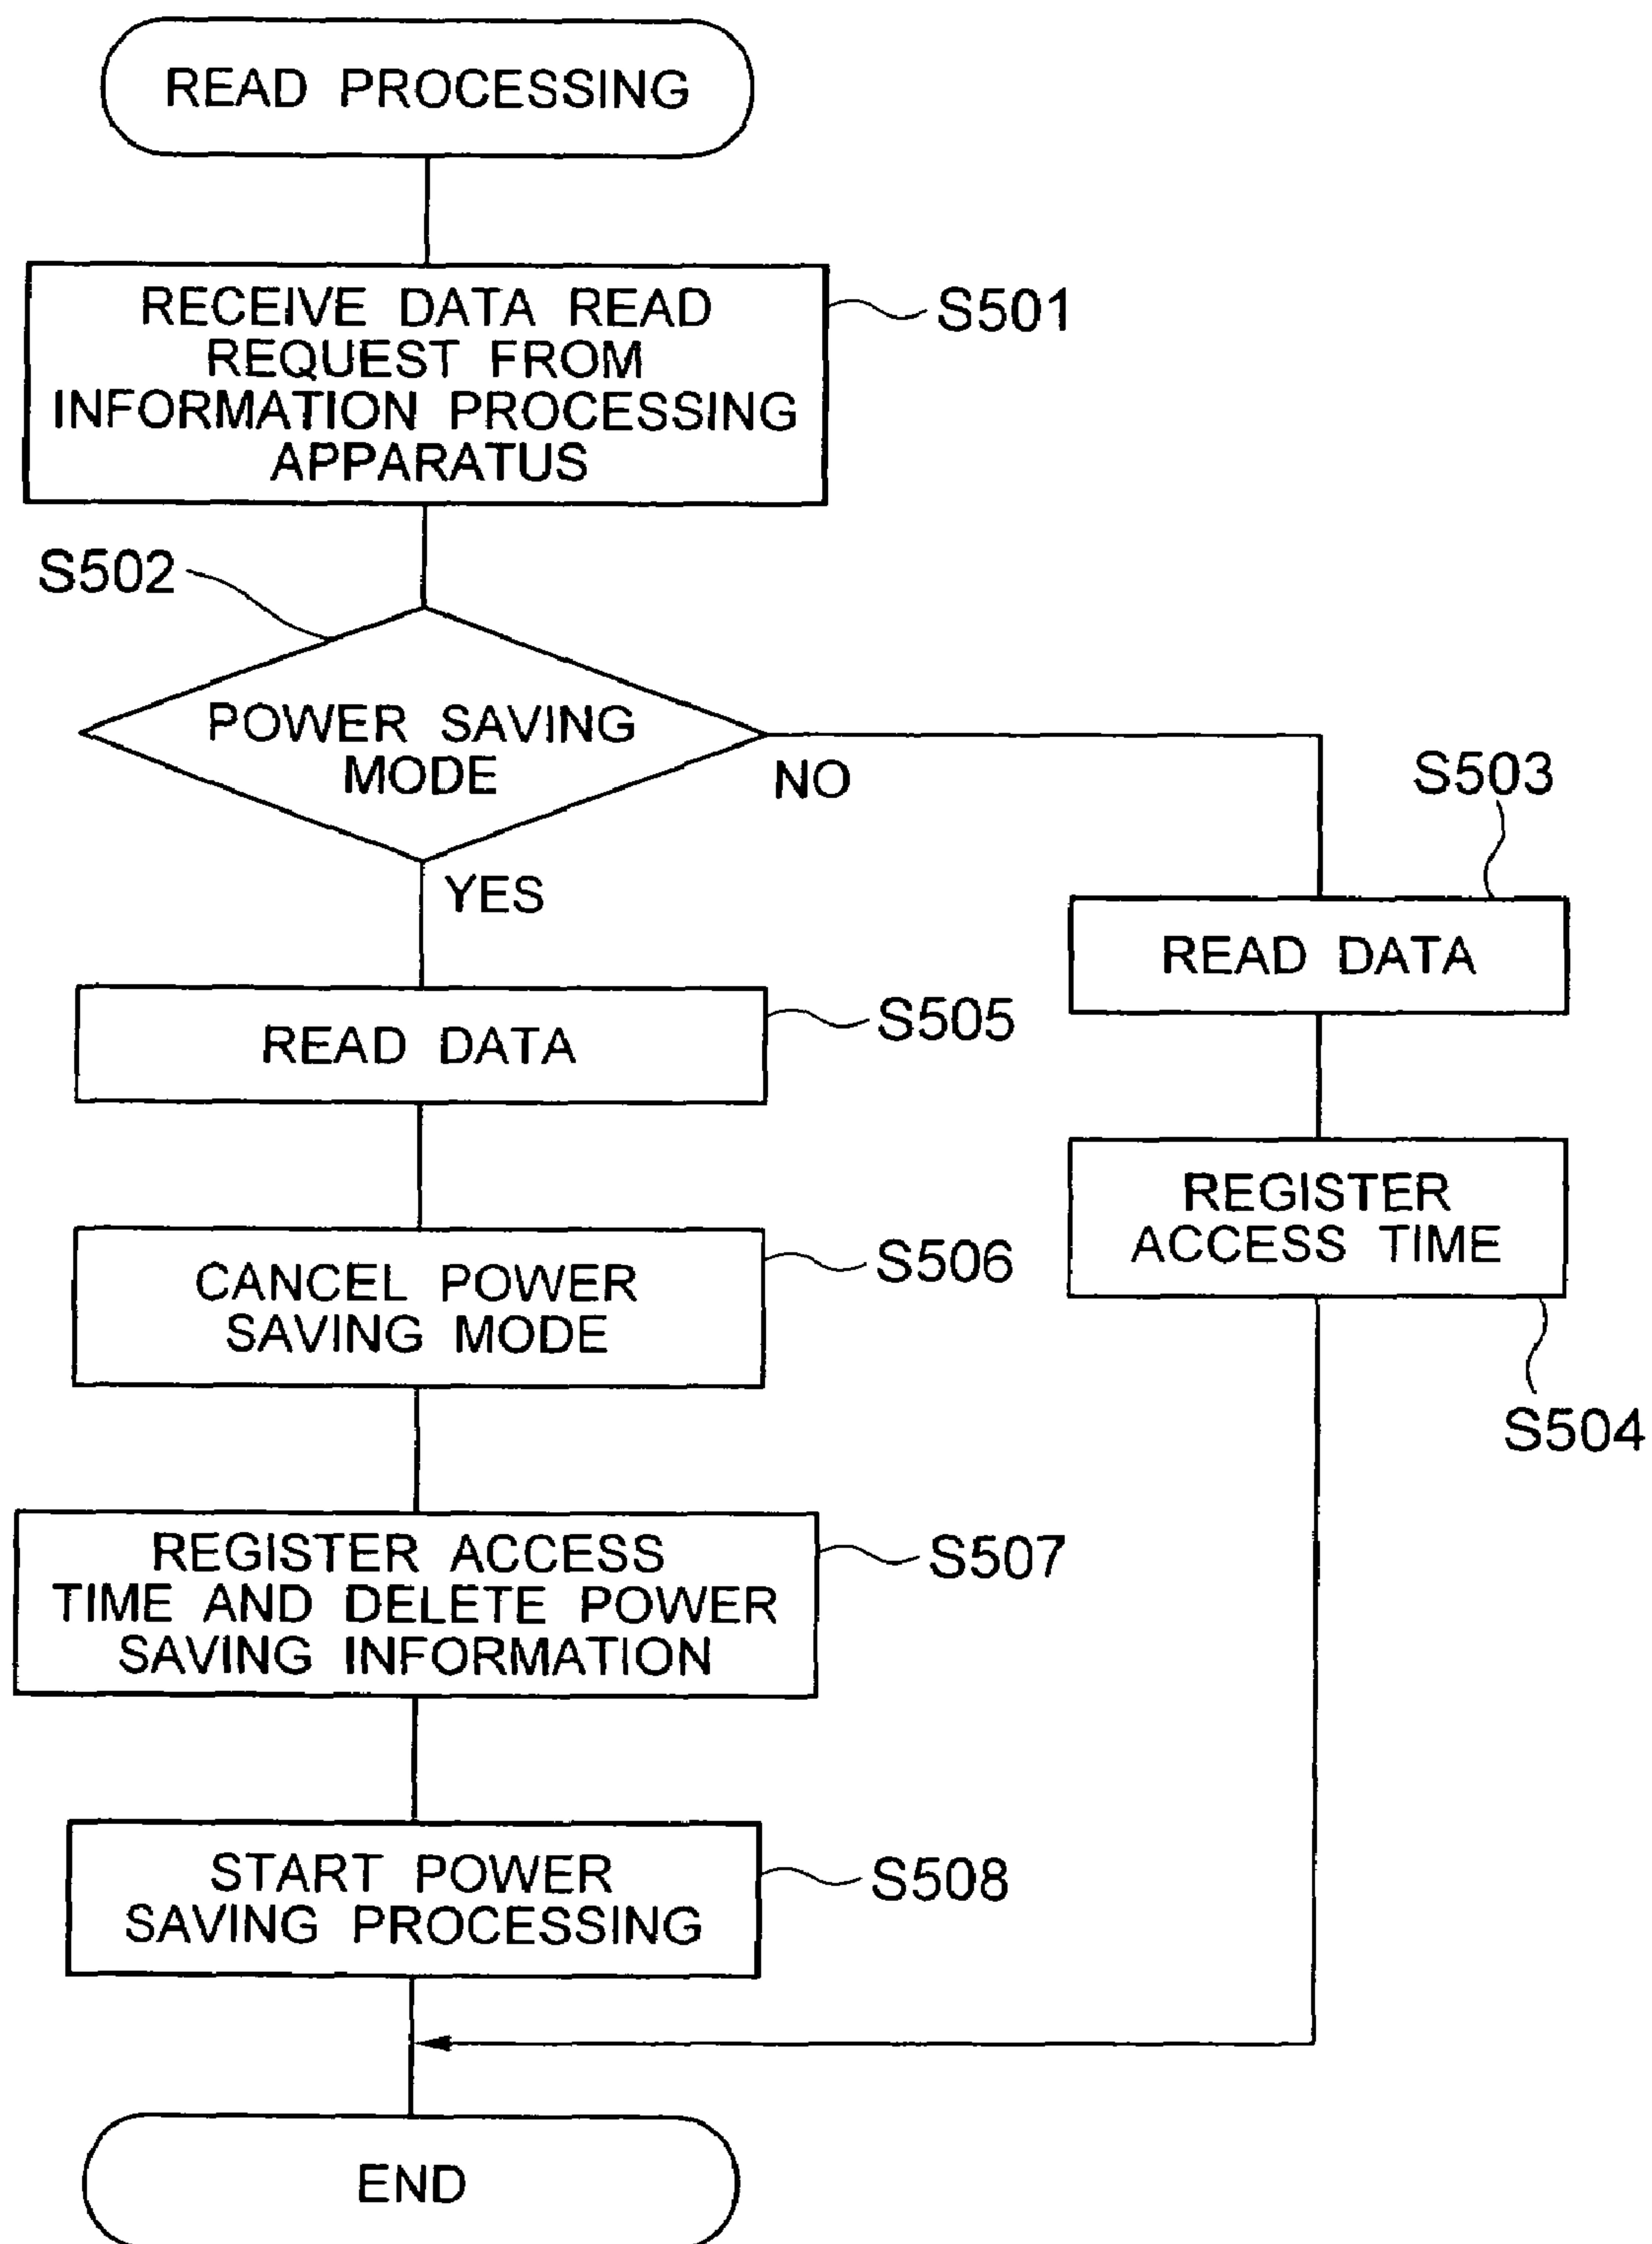 READ PROCESSING
RECEIVE DATA READ
REQUEST FROM
INFORMATION PROCESSING
APPARATUS
S501
S502
POWER SAVING
MODE
NO
YES
S503
READ DATA
REGISTER
ACCESS TIME
S504
READ DATA
S505
CANCEL POWER
SAVING MODE
S506
REGISTER ACCESS
TIME AND DELETE POWER
SAVING INFORMATION
S507
START POWER
SAVING PROCESSING
S508
END